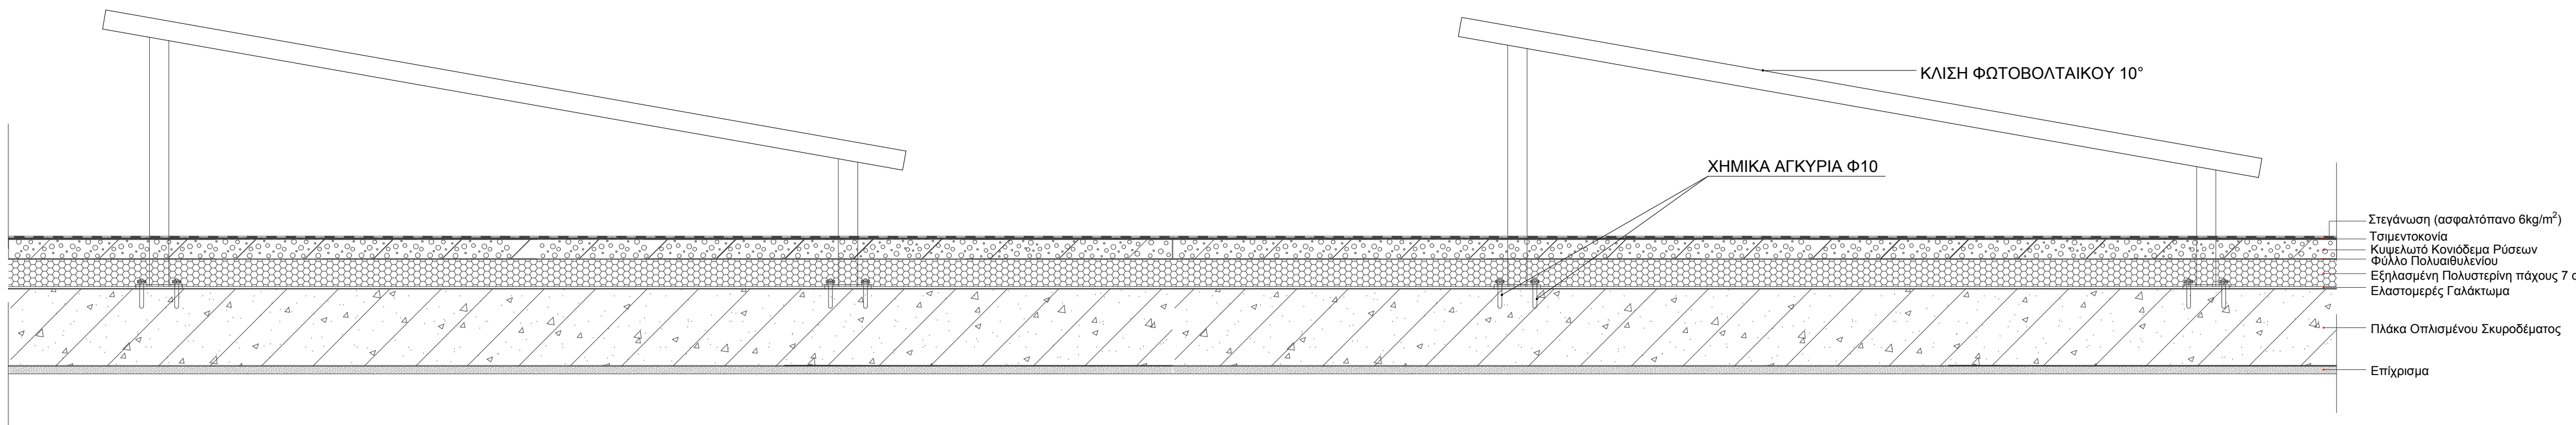 ΚΛΙΣΗ ΦΩΤΟΒΟΛΤΑΙΚΟΥ 10°
ΧΗΜΙΚΑ ΑΓΚΥΡΙΑ Φ10
Στεγάνωση (ασφαλτόπανο 6kg/m²)
Τσιμεντοκονία
Κυψελωτό Κονιόδεμα Ρύσεων
Φύλλο Πολυαιθυλενίου
Εξηλασμένη Πολυστερίνη πάχους 7 c
Ελαστομερές Γαλάκτωμα
Πλάκα Οπλισμένου Σκυροδέματος
Επίχρισμα